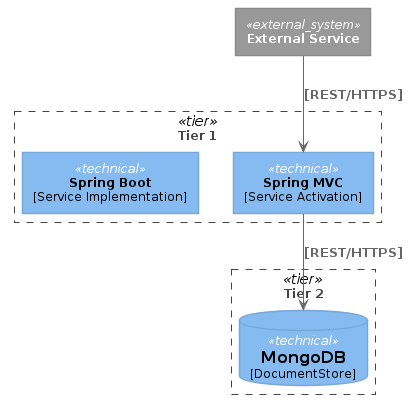 «external_system»
External Service
[REST/HTTPS]
«tier»
Tier 1
«technical»
Spring Boot
[Service Implementation]
«technical»
Spring MVC
[Service Activation]
[REST/HTTPS]
«tier»
Tier 2
«technical»
MongoDB
[DocumentStore]